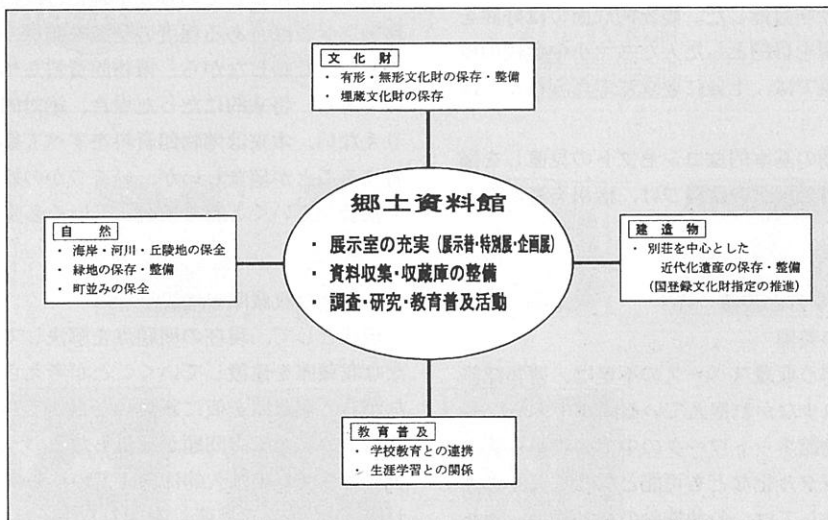 文化財
・ 有形・無形文化財の保存・整備
・ 埋蔵文化財の保存
郷土資料館
・ 展示室の充実（展示替・特別展・企画展）
・ 資料収集・収蔵庫の整備
・ 調査・研究・教育普及活動
自然
・ 海岸・河川・丘陵地の保全
・ 緑地の保存・整備
・ 町並みの保全
建造物
・ 別荘を中心とした
近代化遺産の保存・整備
（国登録文化財指定の推進）
教育普及
・ 学校教育との連携
・ 生涯学習との関係